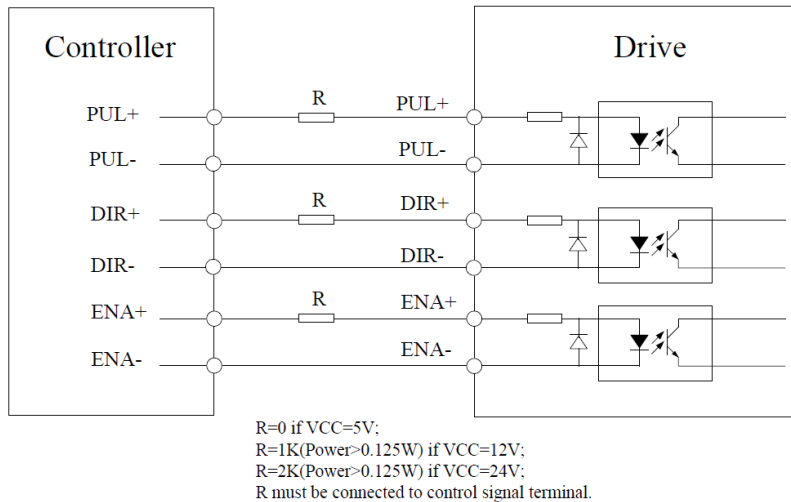 Controller
Drive
R
PUL+
PUL+
PUL-
PUL-
R
DIR+
DIR+
DIR-
DIR-
R
ENA+
ENA+
ENA-
ENA-
R=0 if VCC=5V;
R=1K(Power>0.125W) if VCC=12V;
R=2K(Power>0.125W) if VCC=24V;
R must be connected to control signal terminal.